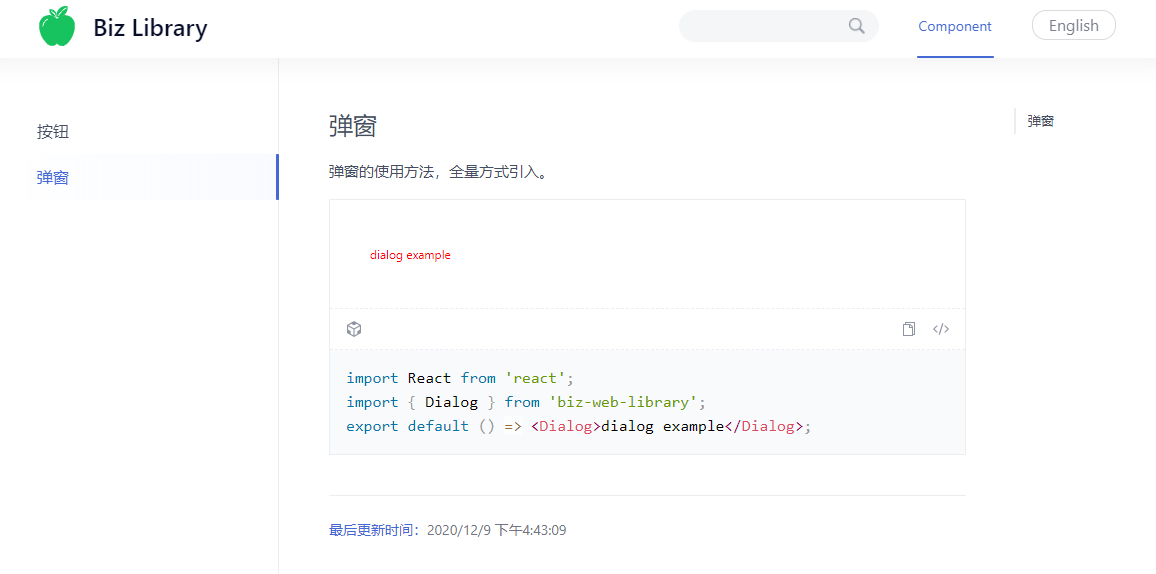 Biz Library
Component
English
按钮
弹窗
弹窗
弹窗的使用方法，全量方式引入。
dialog example
import React from 'react';
import { Dialog } from 'biz-web-library';
export default () => <Dialog>dialog example</Dialog>;
最后更新时间：2020/12/9 下午4:43:09
弹窗